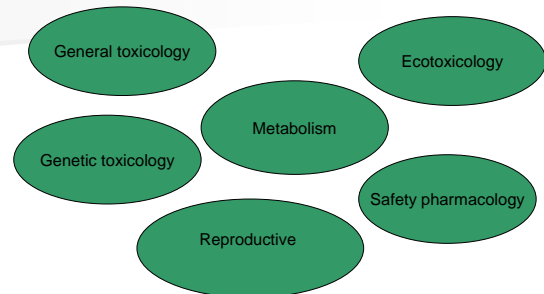 General toxicology
Ecotoxicology
Metabolism
Genetic toxicology
Safety pharmacology
Reproductive